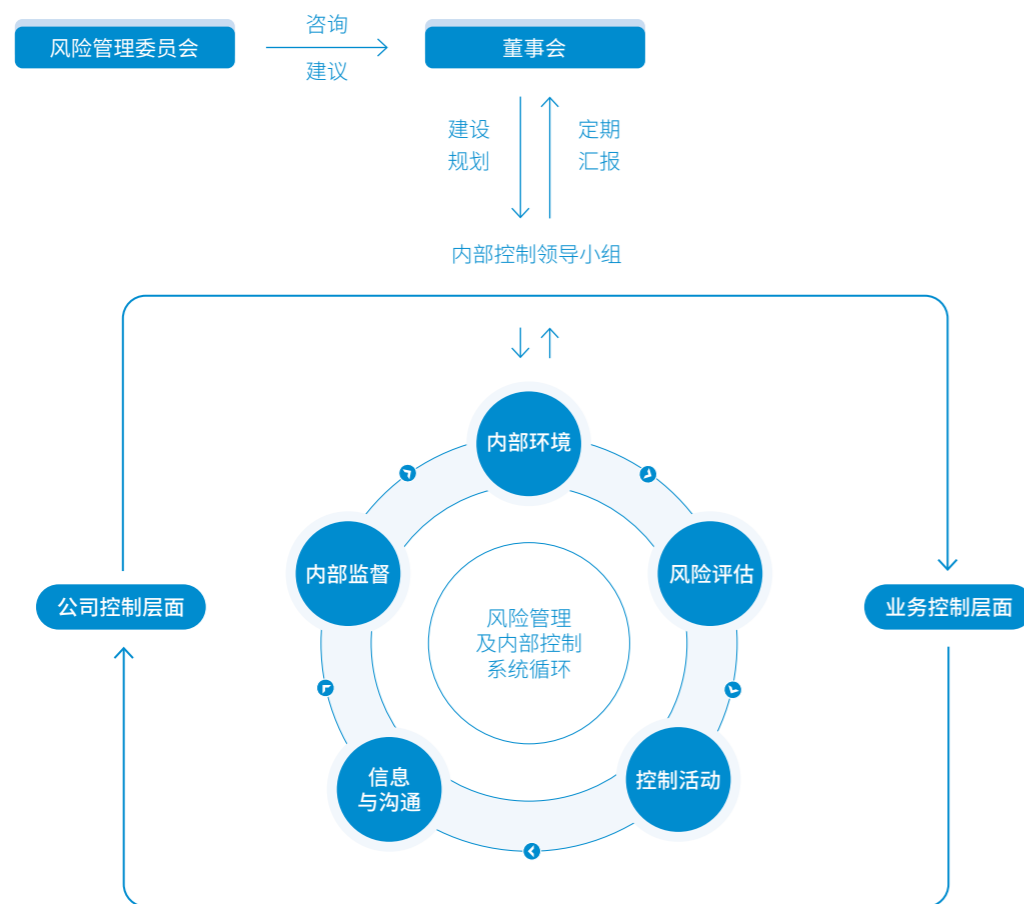 风险管理委员会
咨询
建议
董事会
建设
规划
定期
汇报
内部控制领导小组
内部环境
内部监督
风险评估
公司控制层面
业务控制层面
风险管理
及内部控制
系统循环
信息
与沟通
控制活动